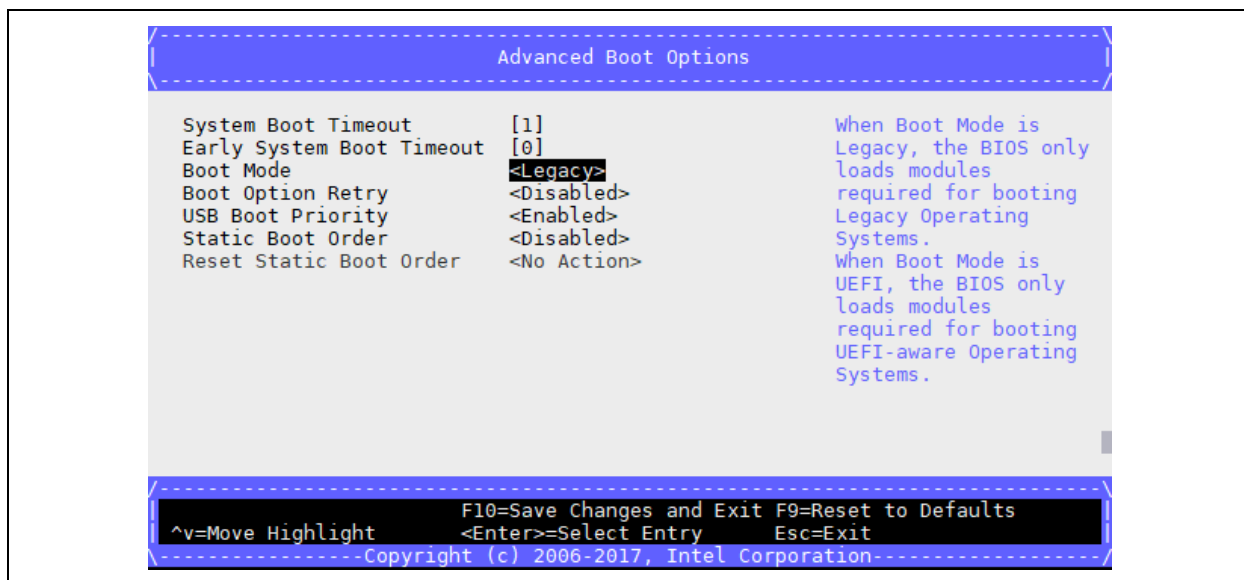 Advanced Boot Options
System Boot Timeout [1]
Early System Boot Timeout [0]
Boot Mode <Legacy>
Boot Option Retry <Disabled>
USB Boot Priority <Enabled>
Static Boot Order <Disabled>
Reset Static Boot Order <No Action>
When Boot Mode is
Legacy, the BIOS only
loads modules
required for booting
Legacy Operating
Systems.
When Boot Mode is
UEFI, the BIOS only
loads modules
required for booting
UEFI-aware Operating
Systems.
F10=Save Changes and Exit F9=Reset to Defaults
^v=Move Highlight <Enter>=Select Entry Esc=Exit
Copyright (c) 2006-2017, Intel Corporation